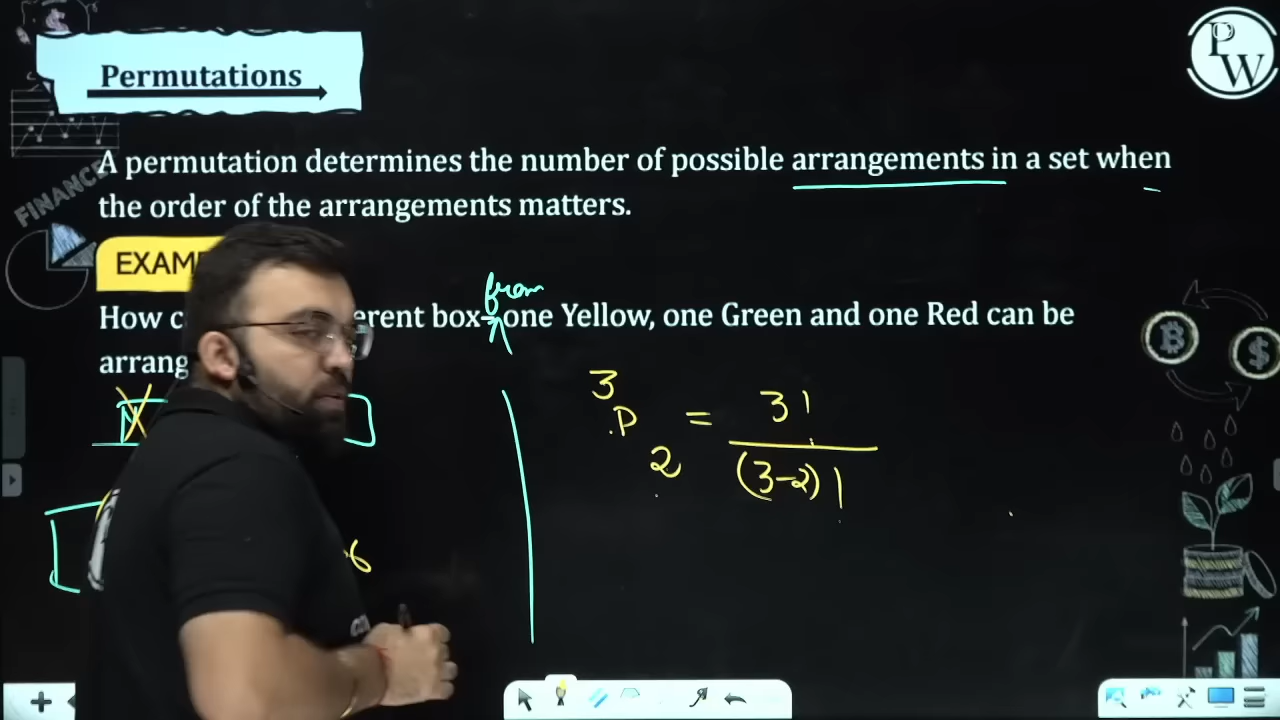 Permutations
PW
A permutation determines the number of possible arrangements in a set when
the order of the arrangements matters.
FINANCE
EXAM
from
How c erent box- one Yellow, one Green and one Red can be
arrang
3
P = 3!
2 (3-2)!
6